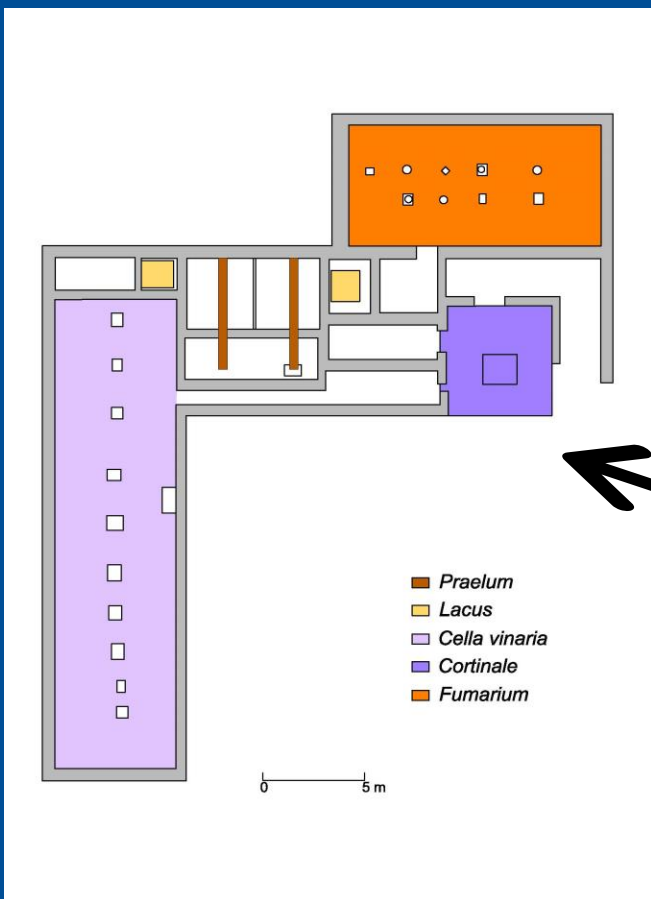 Praelum
Lacus
Cella vinaria
Cortinale
Fumarium
0 5 m